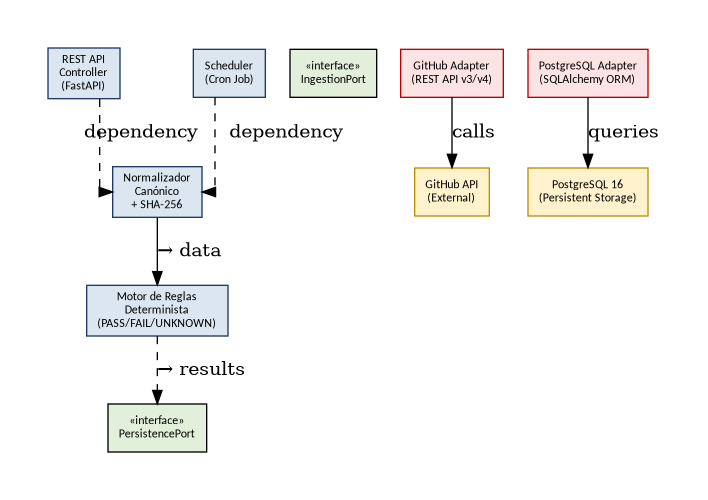 REST API
Controller
(FastAPI)
Scheduler
(Cron Job)
«interface»
IngestionPort
GitHub Adapter
(REST API v3/v4)
PostgreSQL Adapter
(SQLAlchemy ORM)
dependency
dependency
calls
queries
Normalizador
Canónico
+ SHA-256
GitHub API
(External)
PostgreSQL 16
(Persistent Storage)
→ data
Motor de Reglas
Determinista
(PASS/FAIL/UNKNOWN)
→ results
«interface»
PersistencePort